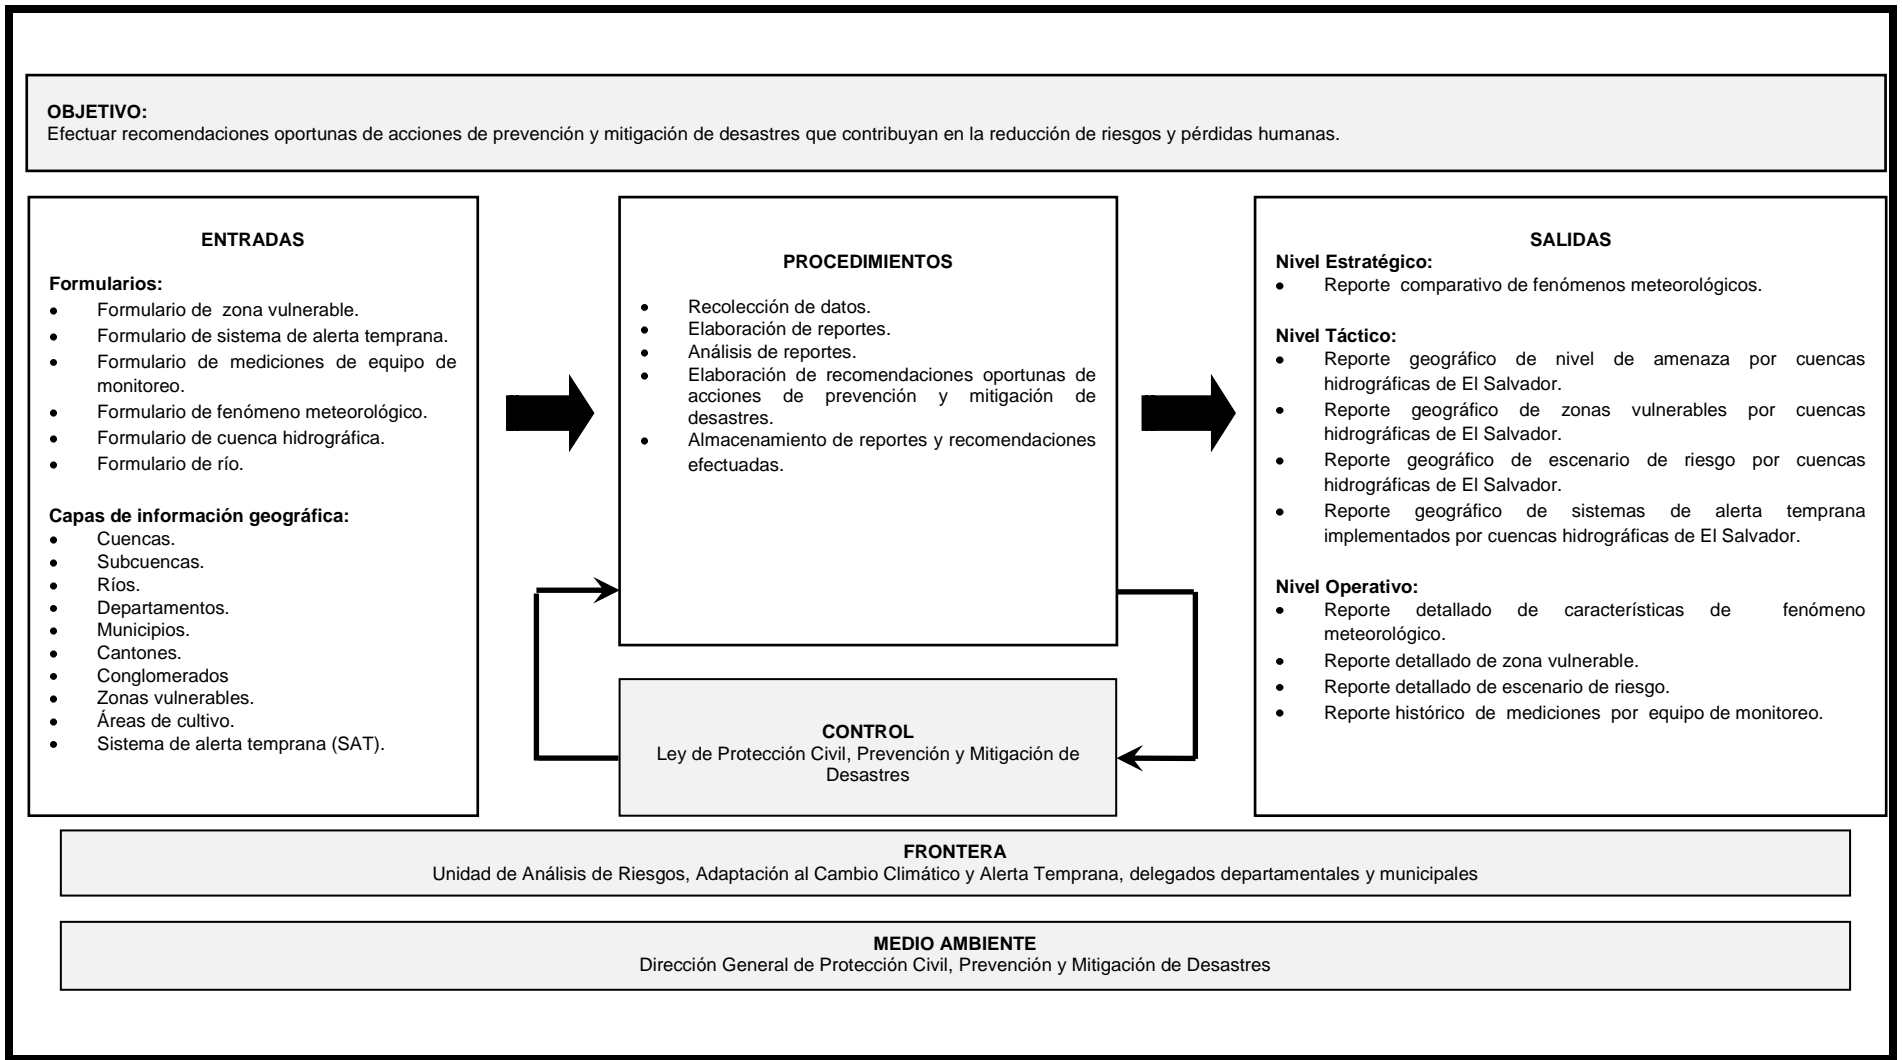 OBJETIVO:
Efectuar recomendaciones oportunas de acciones de prevención y mitigación de desastres que contribuyan en la reducción de riesgos y pérdidas humanas.
ENTRADAS
Formularios:
• Formulario de zona vulnerable.
• Formulario de sistema de alerta temprana.
• Formulario de mediciones de equipo de
monitoreo.
• Formulario de fenómeno meteorológico.
• Formulario de cuenca hidrográfica.
• Formulario de río.
Capas de información geográfica:
• Cuencas.
• Subcuencas.
• Ríos.
• Departamentos.
• Municipios.
• Cantones.
• Conglomerados
• Zonas vulnerables.
• Áreas de cultivo.
• Sistema de alerta temprana (SAT).
PROCEDIMIENTOS
• Recolección de datos.
• Elaboración de reportes.
• Análisis de reportes.
• Elaboración de recomendaciones oportunas de
acciones de prevención y mitigación de
desastres.
• Almacenamiento de reportes y recomendaciones
efectuadas.
CONTROL
Ley de Protección Civil, Prevención y Mitigación de
Desastres
SALIDAS
Nivel Estratégico:
• Reporte comparativo de fenómenos meteorológicos.
Nivel Táctico:
• Reporte geográfico de nivel de amenaza por cuencas
hidrográficas de El Salvador.
• Reporte geográfico de zonas vulnerables por cuencas
hidrográficas de El Salvador.
• Reporte geográfico de escenario de riesgo por cuencas
hidrográficas de El Salvador.
• Reporte geográfico de sistemas de alerta temprana
implementados por cuencas hidrográficas de El Salvador.
Nivel Operativo:
• Reporte detallado de características de fenómeno
meteorológico.
• Reporte detallado de zona vulnerable.
• Reporte detallado de escenario de riesgo.
• Reporte histórico de mediciones por equipo de monitoreo.
FRONTERA
Unidad de Análisis de Riesgos, Adaptación al Cambio Climático y Alerta Temprana, delegados departamentales y municipales
MEDIO AMBIENTE
Dirección General de Protección Civil, Prevención y Mitigación de Desastres